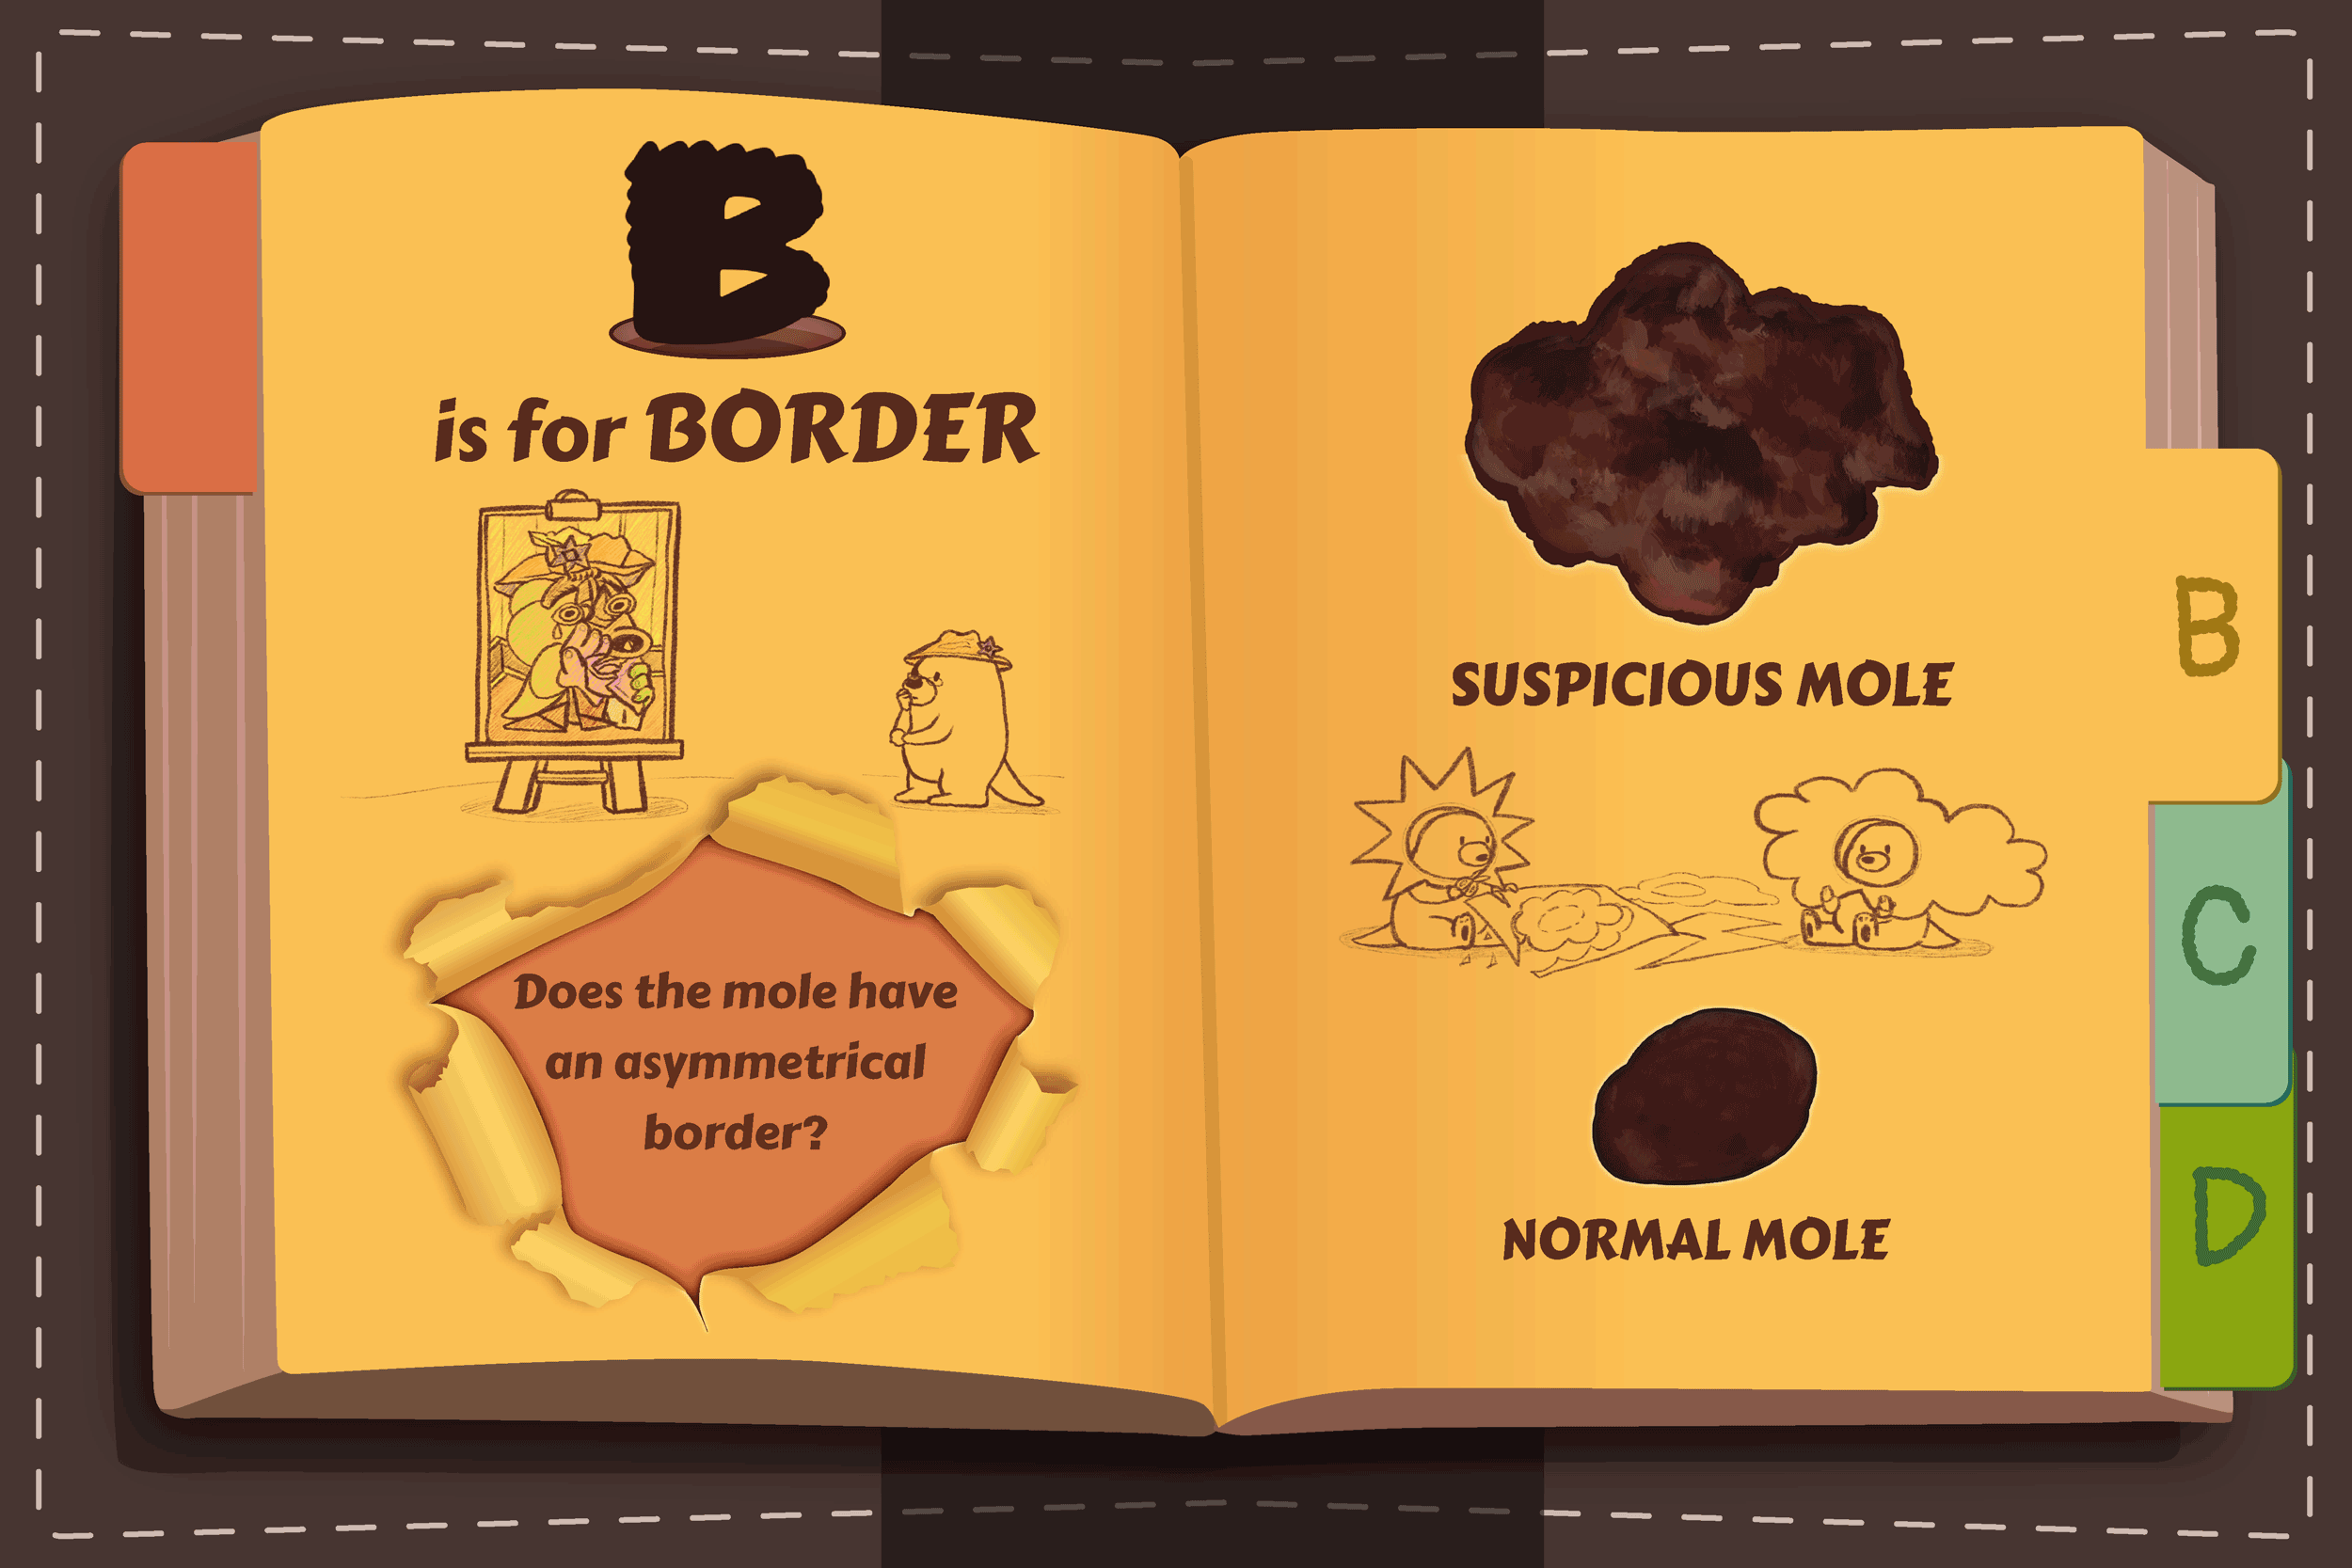 B
is for BORDER
Does the mole have
an asymmetrical
border?
SUSPICIOUS MOLE
NORMAL MOLE
B
C
D